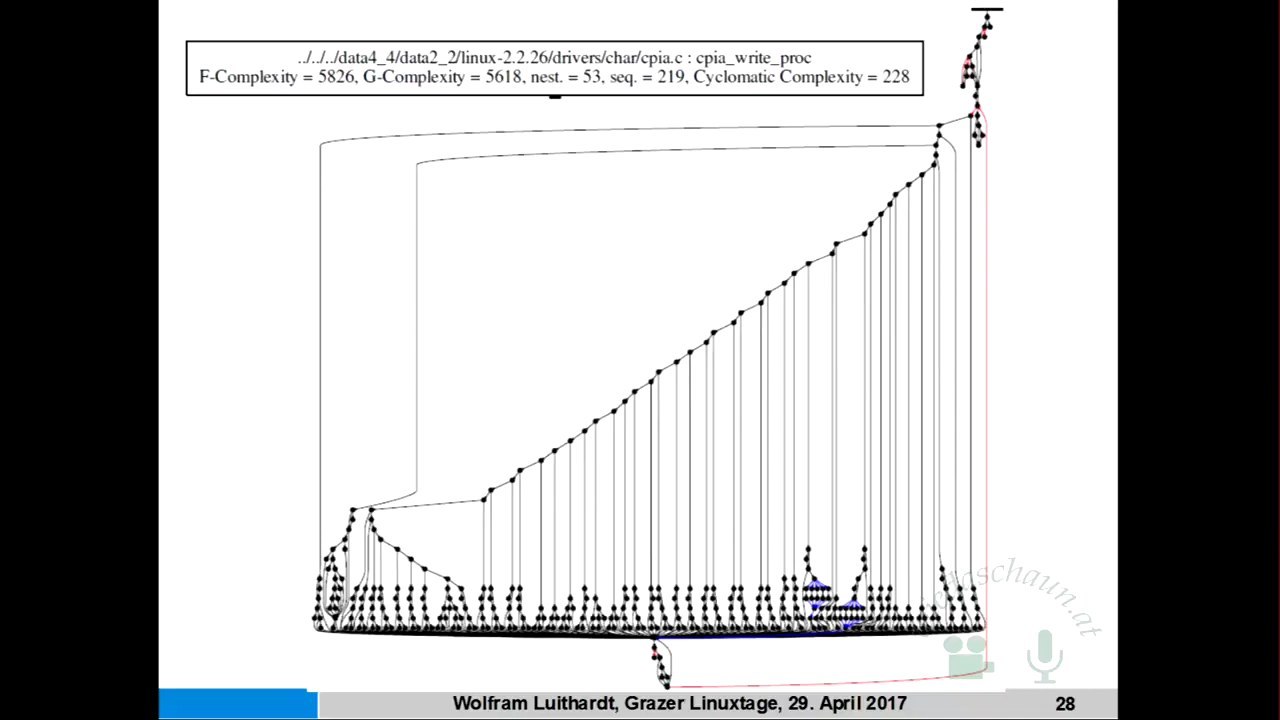 ../../../data4_4/data2_2/linux-2.2.26/drivers/char/cpia.c : cpia_write_proc
F-Complexity = 5826, G-Complexity = 5618, nest. = 53, seq. = 219, Cyclomatic Complexity = 228
Wolfram Luithardt, Grazer Linuxtage, 29. April 2017
28